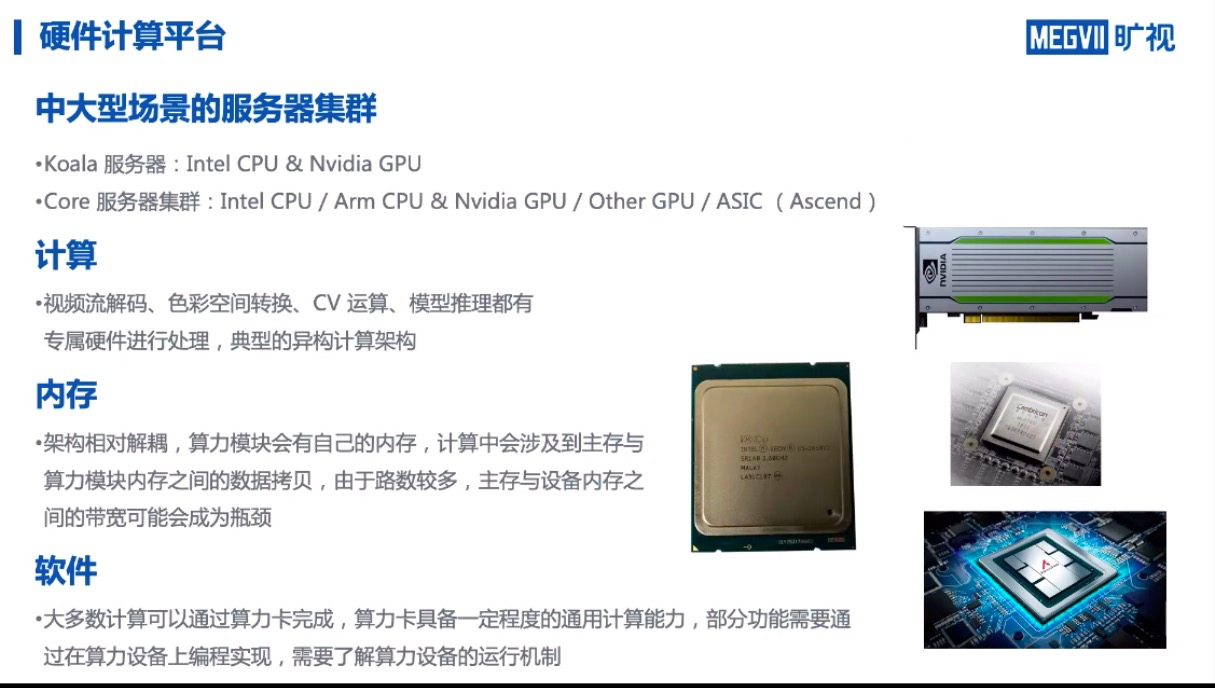 硬件计算平台
MEGVII 旷视
中大型场景的服务器集群
•Koala 服务器：Intel CPU & Nvidia GPU
•Core 服务器集群：Intel CPU / Arm CPU & Nvidia GPU / Other GPU / ASIC （Ascend）
计算
•视频流解码、色彩空间转换、CV 运算、模型推理都有
专属硬件进行处理，典型的异构计算架构
NVIDIA
内存
•架构相对解耦，算力模块会有自己的内存，计算中会涉及到主存与
算力模块内存之间的数据拷贝，由于路数较多，主存与设备内存之
间的带宽可能会成为瓶颈
Cambricon
软件
•大多数计算可以通过算力卡完成，算力卡具备一定程度的通用计算能力，部分功能需要通
过在算力设备上编程实现，需要了解算力设备的运行机制